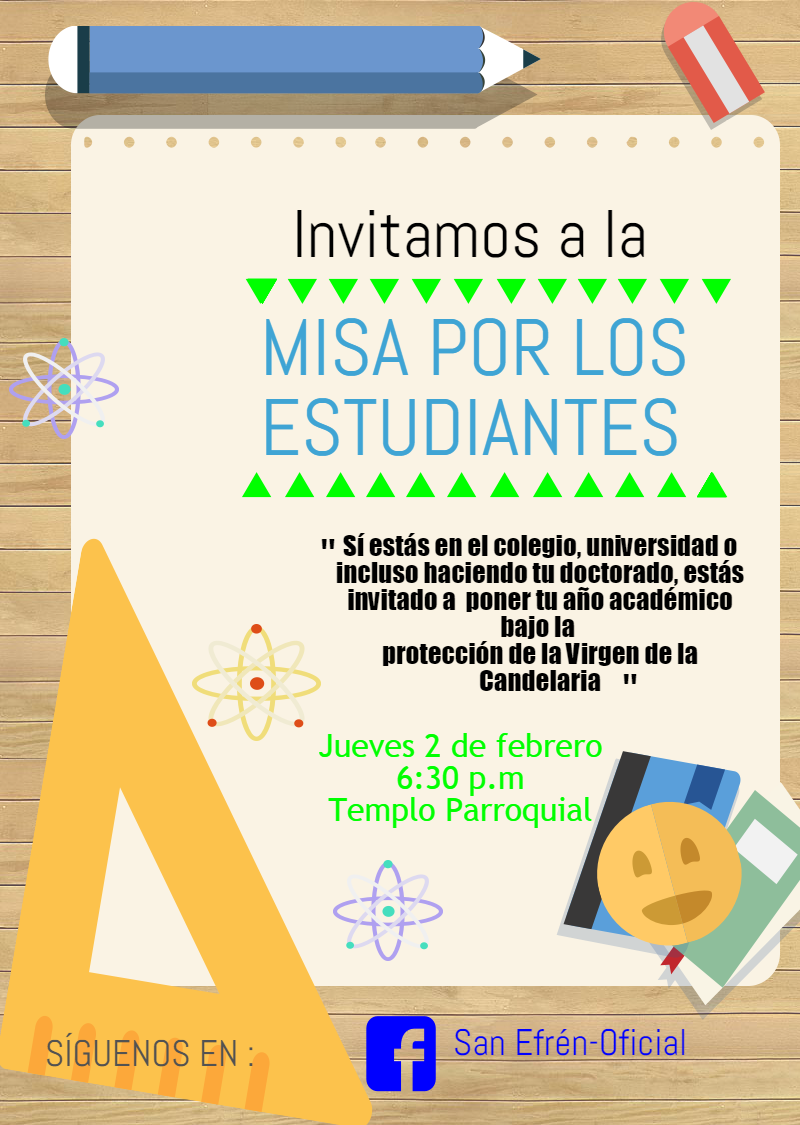 Invitamos a la
MISA POR LOS
ESTUDIANTES
" Sí estás en el colegio, universidad o
incluso haciendo tu doctorado, estás
invitado a  poner tu año académico
bajo la
protección de la Virgen de la
Candelaria "
Jueves 2 de febrero
6:30 p.m
Templo Parroquial
SÍGUENOS EN :
f San Efrén-Oficial